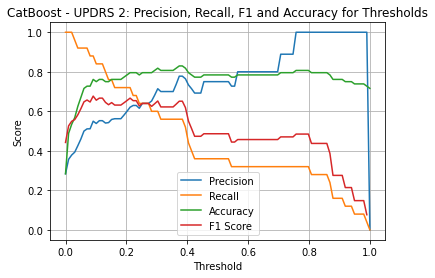 CatBoost - UPDRS 2: Precision, Recall, F1 and Accuracy for Thresholds
Score
1.0
0.8
0.6
0.4
0.2
0.0
Precision
Recall
Accuracy
F1 Score
0.0 0.2 0.4 0.6 0.8 1.0
Threshold